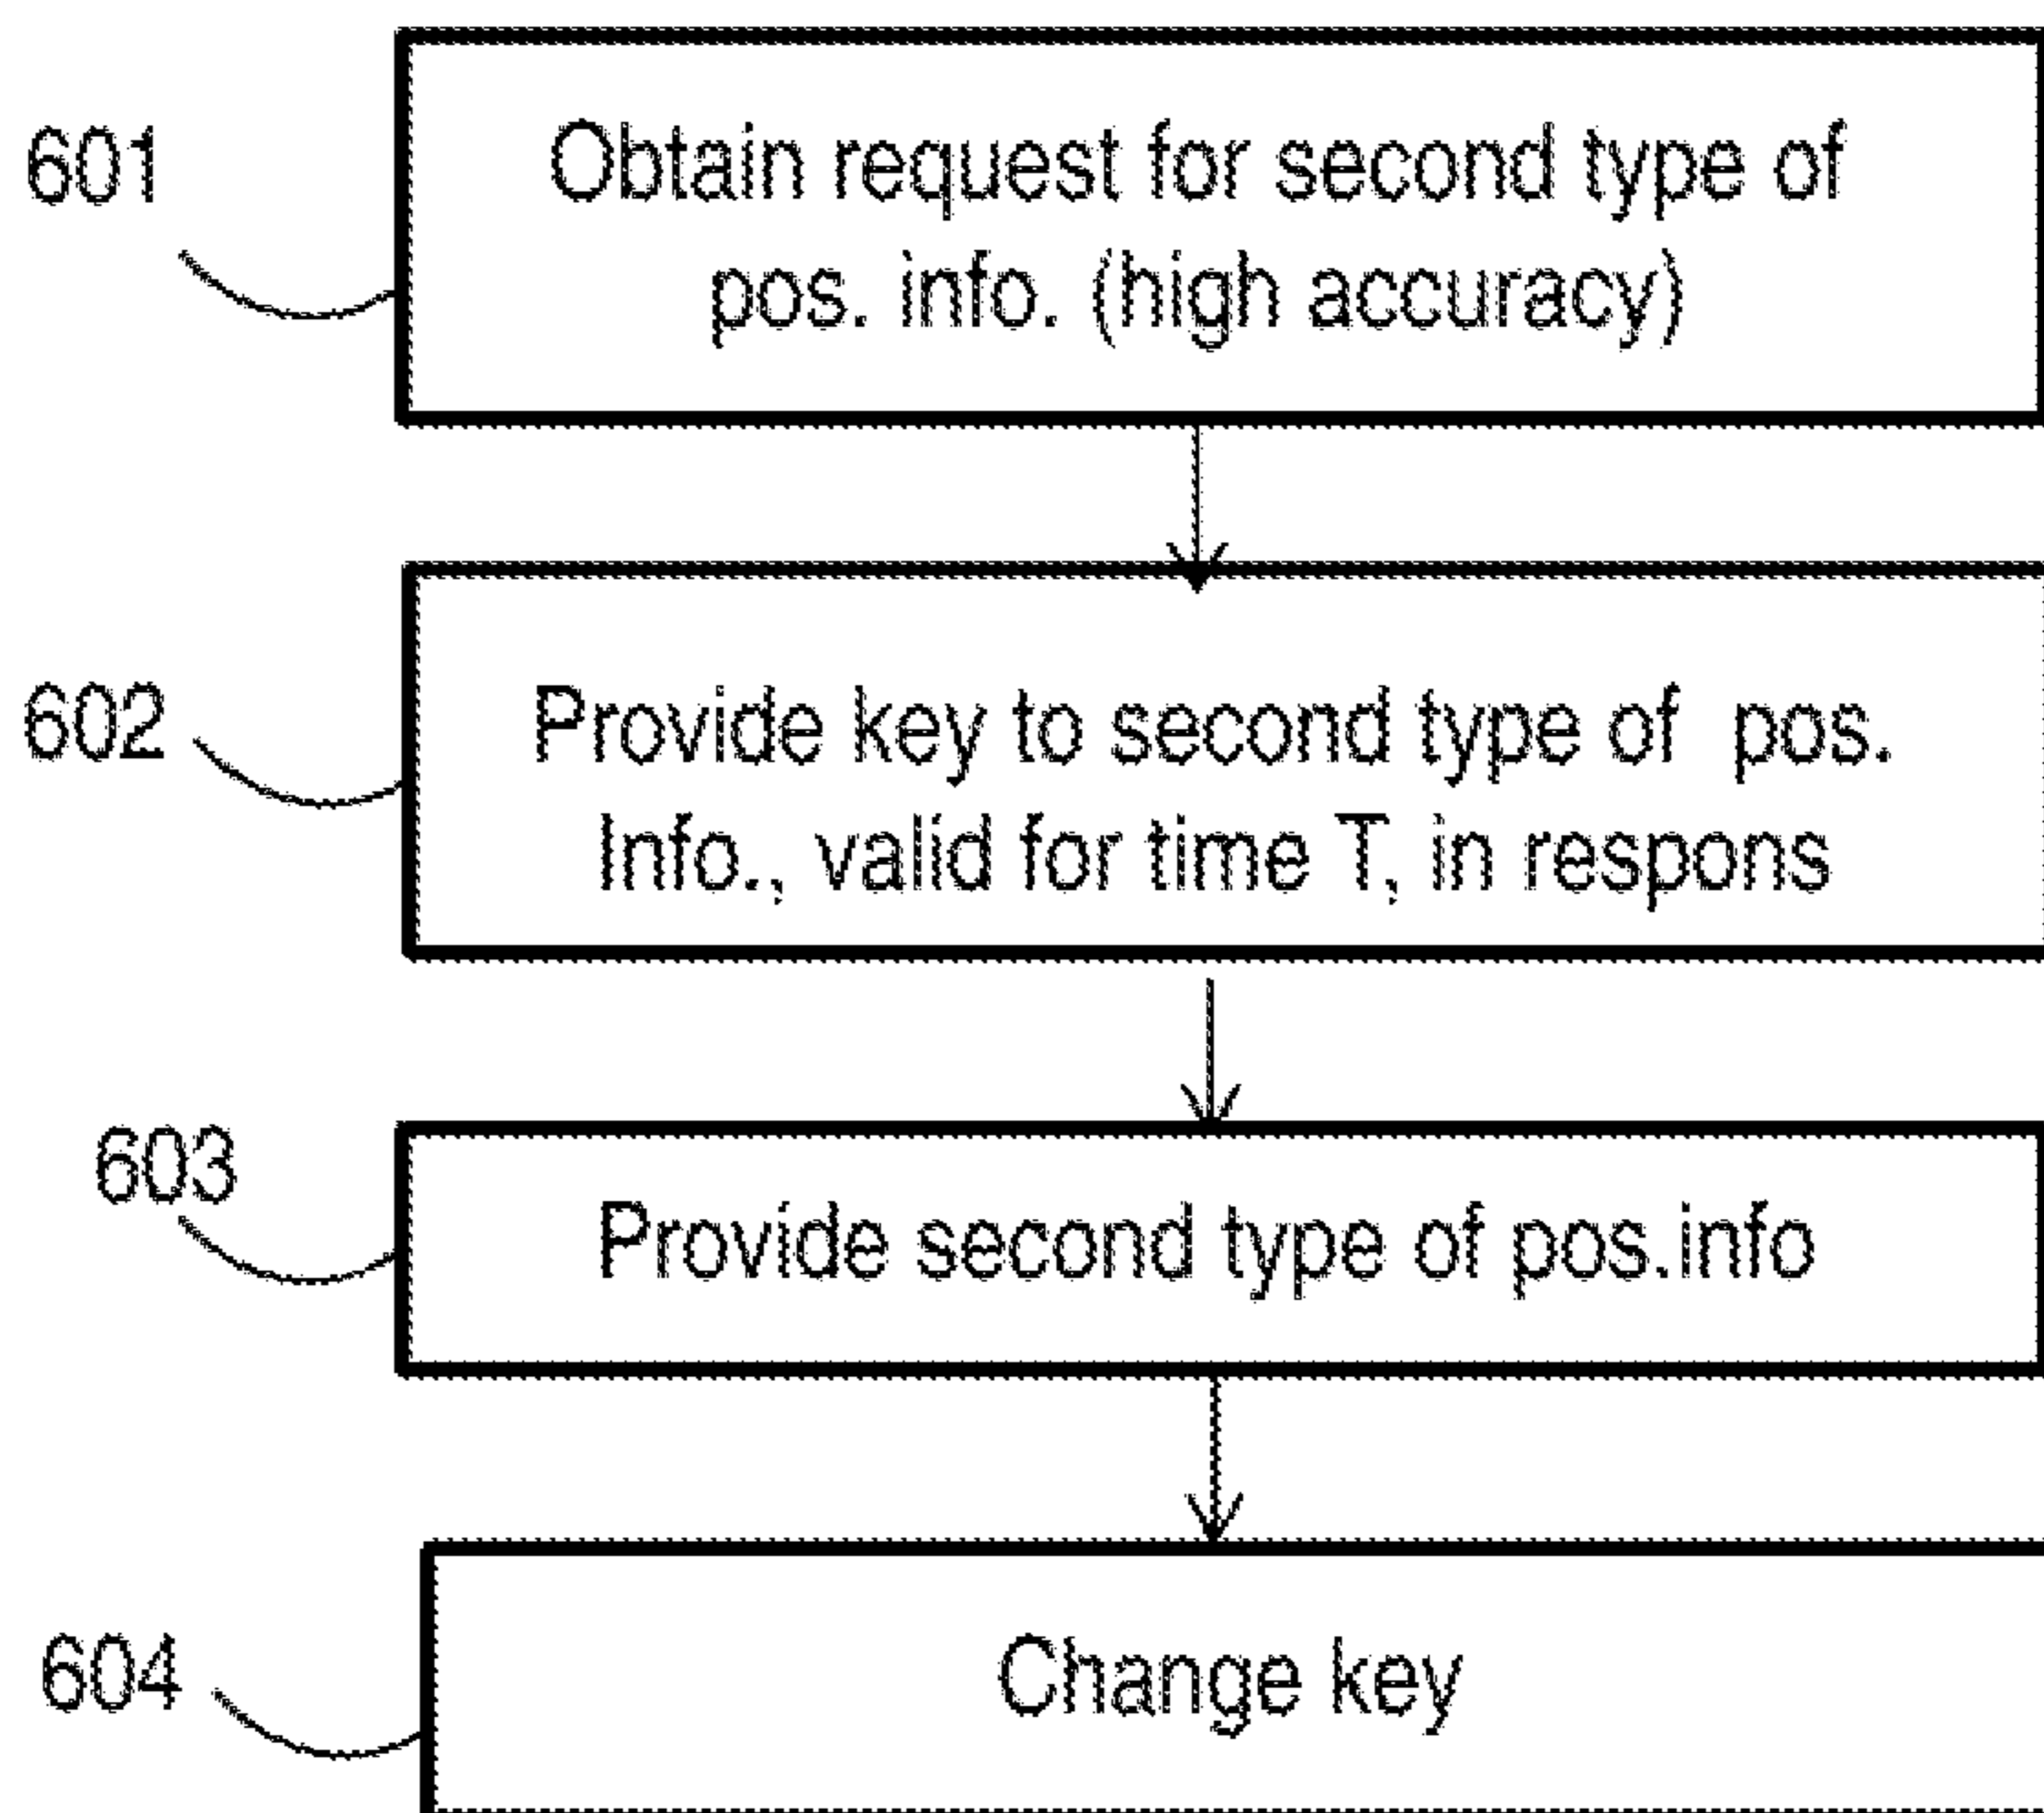 601
Obtain request for second type of
pos. info. (high accuracy)
602
Provide key to second type of pos.
Info., valid for time T, in respons
603
Provide second type of pos.info
604
Change key